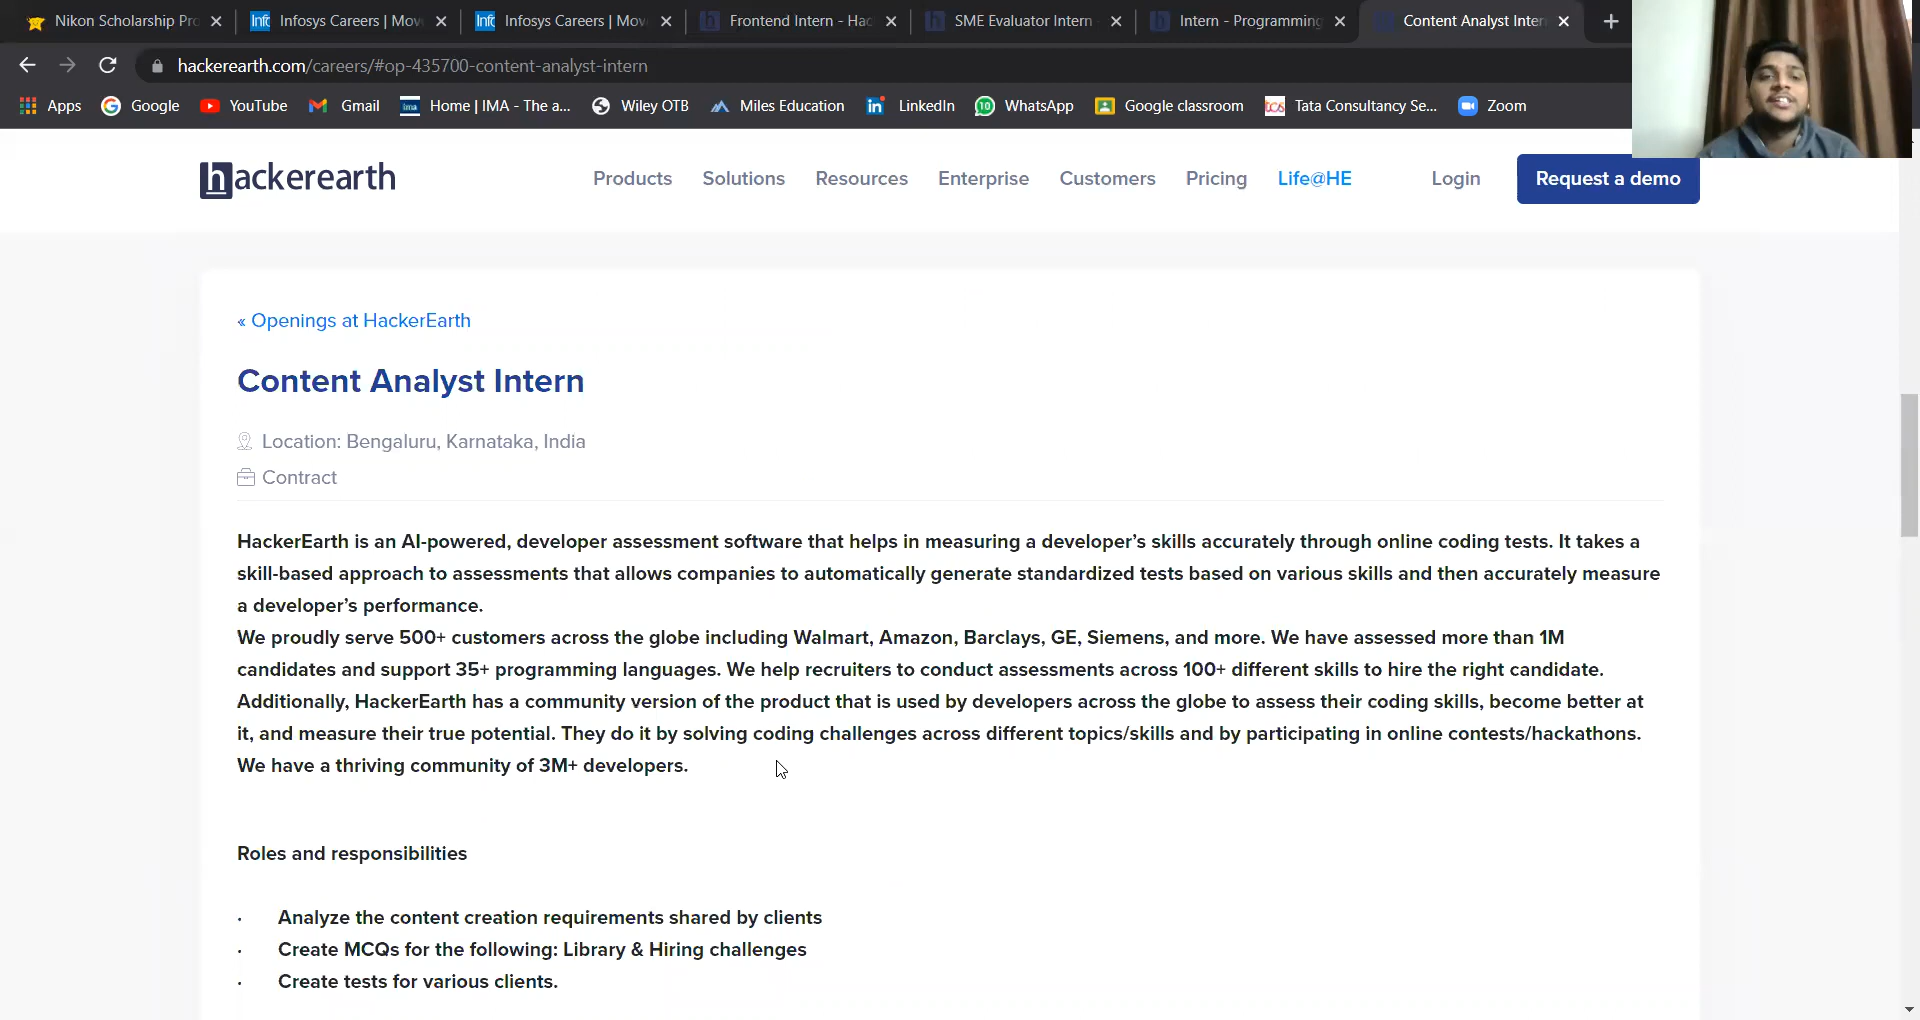 Nikon Scholarship Pro
Infosys Careers | Mov
Infosys Careers | Mov
Frontend Intern - Hac
SME Evaluator Intern
Intern - Programming
Content Analyst Inter
hackerearth.com/careers/#op-435700-content-analyst-intern
Apps
Google
YouTube
Gmail
Home | IMA - The a...
Wiley OTB
Miles Education
LinkedIn
WhatsApp
Google classroom
Tata Consultancy Se...
Zoom
hackerearth
Products
Solutions
Resources
Enterprise
Customers
Pricing
Life@HE
Login
Request a demo
« Openings at HackerEarth
Content Analyst Intern
Location: Bengaluru, Karnataka, India
Contract
HackerEarth is an AI-powered, developer assessment software that helps in measuring a developer's skills accurately through online coding tests. It takes a
skill-based approach to assessments that allows companies to automatically generate standardized tests based on various skills and then accurately measure
a developer's performance.
We proudly serve 500+ customers across the globe including Walmart, Amazon, Barclays, GE, Siemens, and more. We have assessed more than 1M
candidates and support 35+ programming languages. We help recruiters to conduct assessments across 100+ different skills to hire the right candidate.
Additionally, HackerEarth has a community version of the product that is used by developers across the globe to assess their coding skills, become better at
it, and measure their true potential. They do it by solving coding challenges across different topics/skills and by participating in online contests/hackathons.
We have a thriving community of 3M+ developers.
Roles and responsibilities
· Analyze the content creation requirements shared by clients
· Create MCQs for the following: Library & Hiring challenges
· Create tests for various clients.